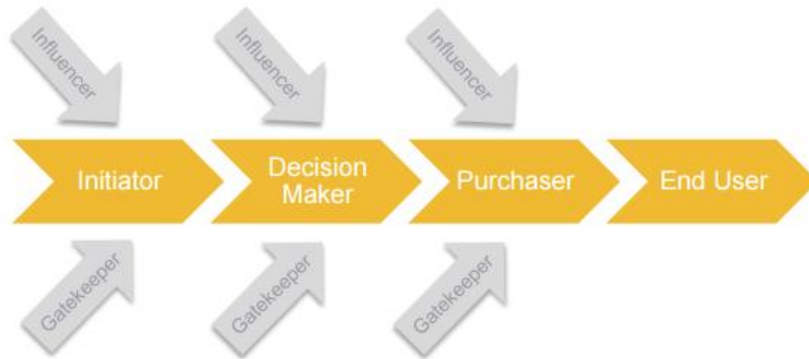 Influencer
Influencer
Influencer
Initiator
Decision
Maker
Purchaser
End User
Gatekeeper
Gatekeeper
Gatekeeper